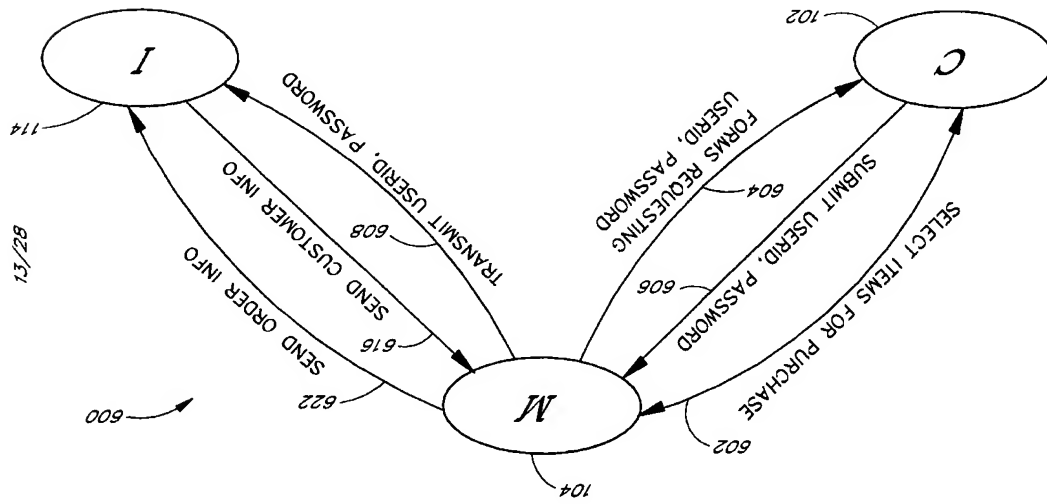 13/28
104
M
600
602
622
SELECT ITEMS FOR PURCHASE
606
SUBMIT USERID, PASSWORD
604
FORMS REQUESTING
USERID, PASSWORD
608
TRANSMIT USERID, PASSWORD
616
SEND CUSTOMER INFO
SEND ORDER INFO
C
102
I
114